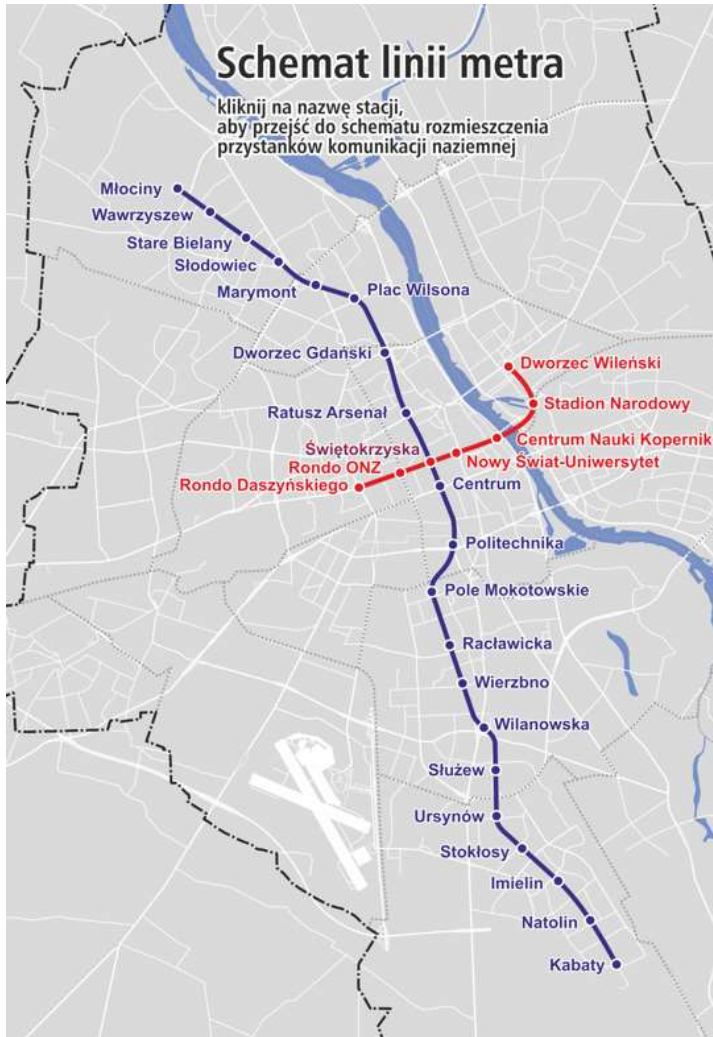 Schemat linii metra
kliknij na nazwę stacji,
aby przejść do schematu rozmieszczenia
przystanków komunikacji naziemnej
Młociny
Wawrzyszew
Stare Bielany
Słodowiec
Marymont
Plac Wilsona
Dworzec Gdański
Dworzec Wileński
Stadion Narodowy
Ratusz Arsenał
Centrum Nauki Kopernik
Świętokrzyska
Nowy Świat-Uniwersytet
Rondo ONZ
Rondo Daszyńskiego
Centrum
Politechnika
Pole Mokotowskie
Racławicka
Wierzbno
Wilanowska
Służew
Ursynów
Stokłosy
Imielin
Natolin
Kabaty